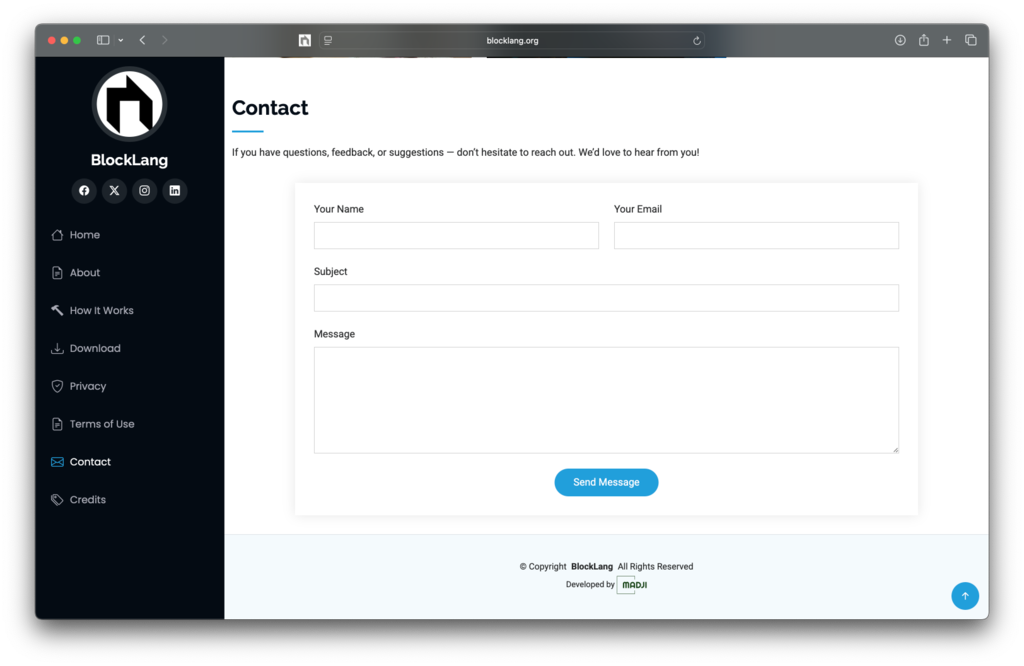 blocklang.org
BlockLang
Home
About
How It Works
Download
Privacy
Terms of Use
Contact
Credits
Contact
If you have questions, feedback, or suggestions — don't hesitate to reach out. We'd love to hear from you!
Your Name Your Email
Subject
Message
Send Message
© Copyright BlockLang All Rights Reserved
Developed by MADJI